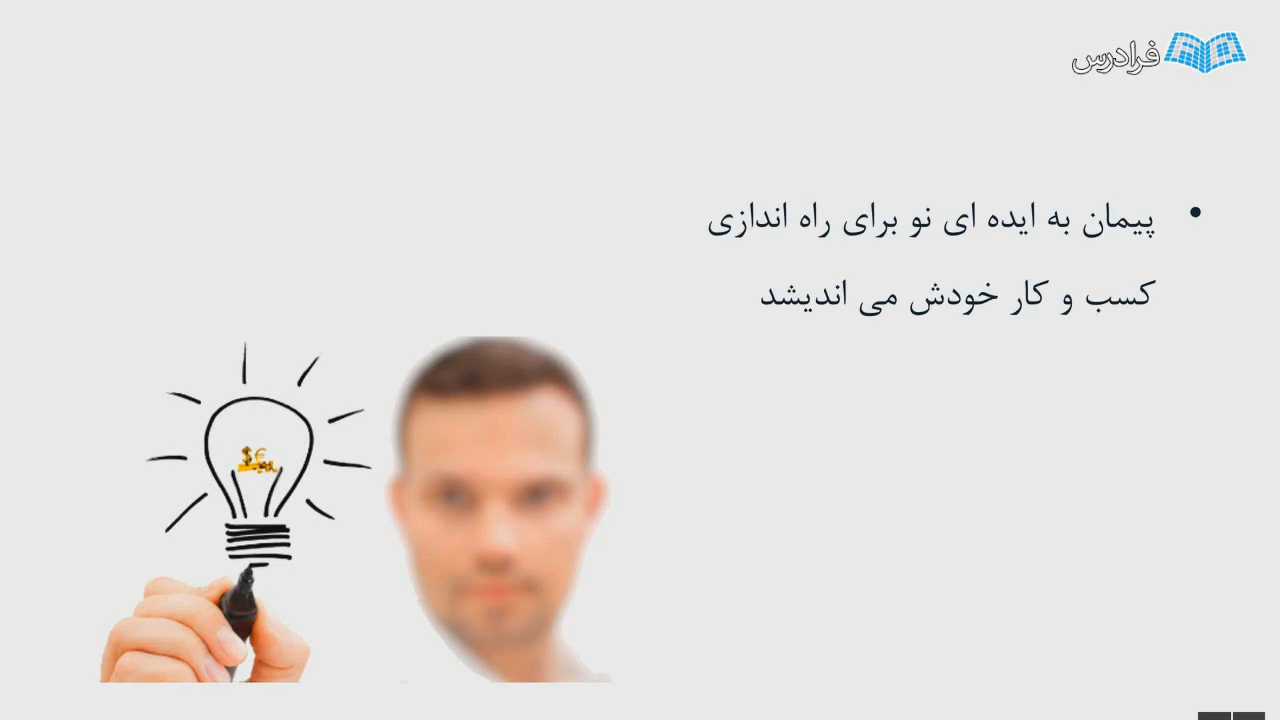 فرادرس
• پیمان به ایده ای نو برای راه اندازی
کسب و کار خودش می اندیشد
$€